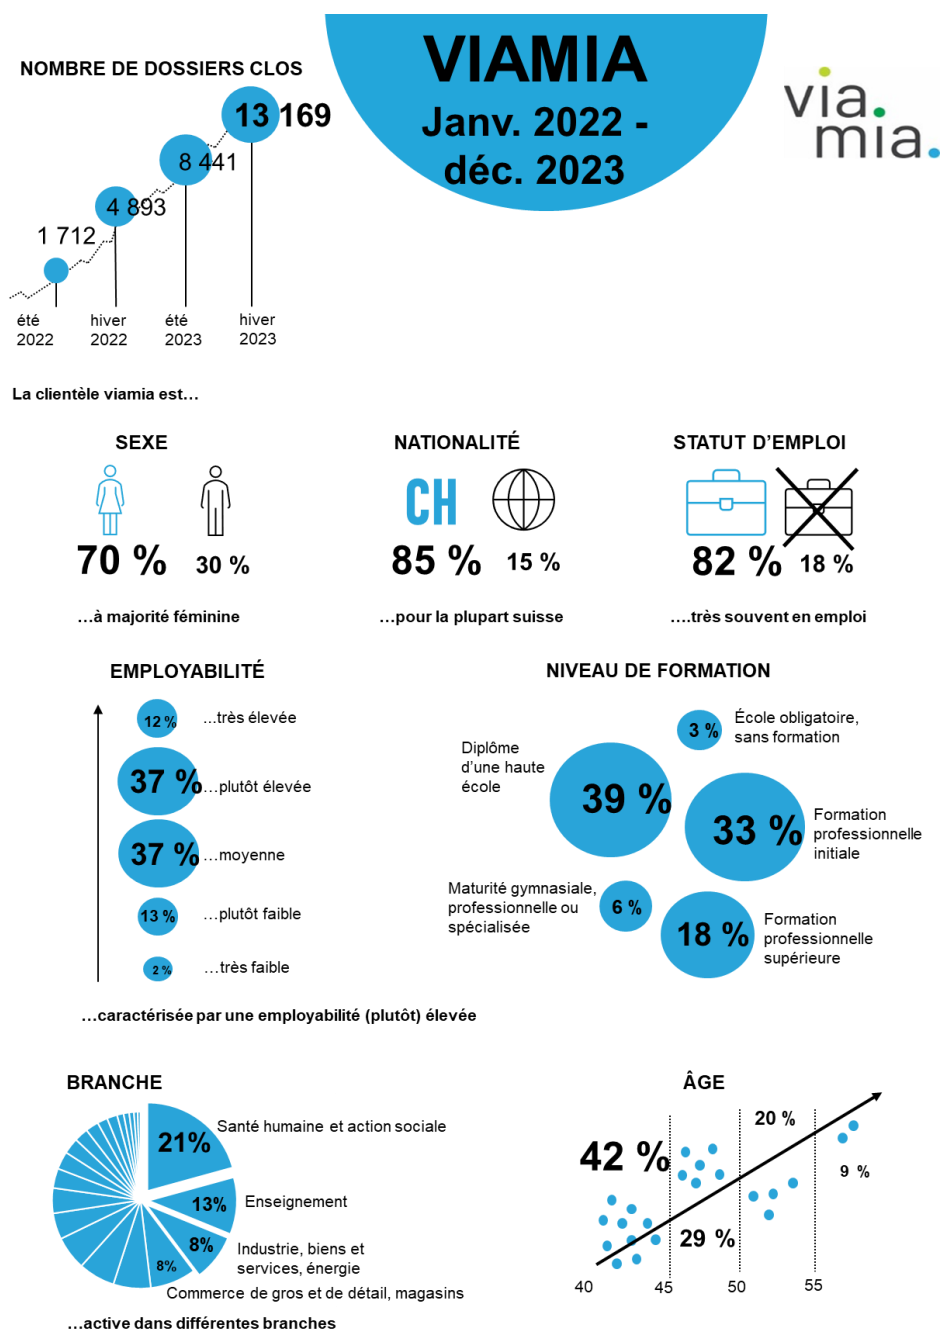 NOMBRE DE DOSSIERS CLOS
13 169
8 441
4 893
1 712
été
2022
hiver
2022
été
2023
hiver
2023
VIAMIA
Janv. 2022 -
déc. 2023
via.
mia.
La clientèle viamia est…
SEXE
70 %
30 %
…à majorité féminine
NATIONALITÉ
CH
85 %
15 %
…pour la plupart suisse
STATUT D’EMPLOI
82 %
18 %
….très souvent en emploi
EMPLOYABILITÉ
12 %
…très élevée
37 %
…plutôt élevée
37 %
…moyenne
13 %
…plutôt faible
2 %
…très faible
…caractérisée par une employabilité (plutôt) élevée
NIVEAU DE FORMATION
3 %
École obligatoire,
sans formation
Diplôme
d’une haute
école
39 %
33 %
Formation
professionnelle
initiale
Maturité gymnasiale,
professionnelle ou
spécialisée
6 %
18 %
Formation
professionnelle
supérieure
BRANCHE
21%
Santé humaine et action sociale
13%
Enseignement
8%
Industrie, biens et
services, énergie
8%
Commerce de gros et de détail, magasins
…active dans différentes branches
ÂGE
42 %
29 %
20 %
9 %
40
45
50
55